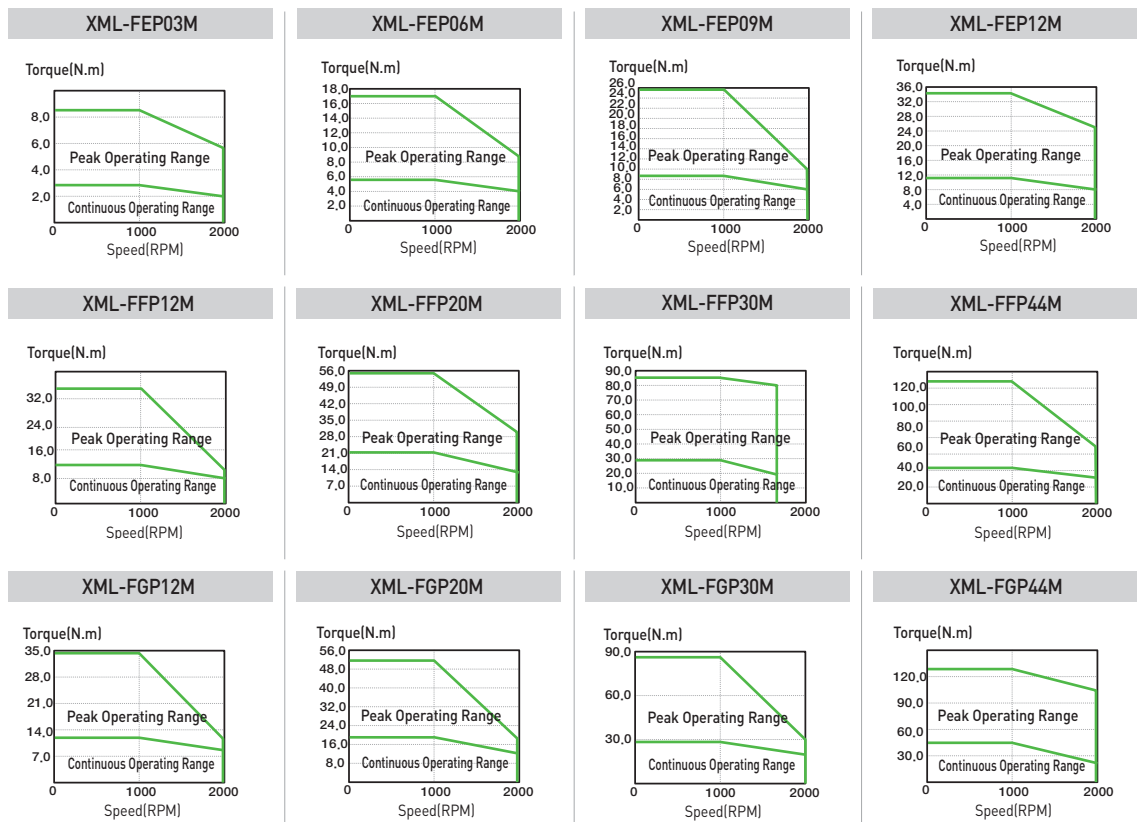 XML-FEP03M
Torque(N.m)
8,0
6,0
4,0
2,0
Peak Operating Range
Continuous Operating Range
0
1000
2000
Speed(RPM)
XML-FEP06M
Torque(N.m)
18,0
16,0
14,0
12,0
10,0
8,0
6,0
4,0
2,0
Peak Operating Range
Continuous Operating Range
0
1000
2000
Speed(RPM)
XML-FEP09M
Torque(N.m)
26,0
24,0
22,0
20,0
18,0
16,0
14,0
12,0
10,0
8,0
6,0
4,0
2,0
Peak Operating Range
Continuous Operating Range
0
1000
2000
Speed(RPM)
XML-FEP12M
Torque(N.m)
36,0
32,0
28,0
24,0
20,0
16,0
12,0
8,0
4,0
Peak Operating Range
Continuous Operating Range
0
1000
2000
Speed(RPM)
XML-FFP12M
Torque(N.m)
32,0
24,0
16,0
8,0
Peak Operating Range
Continuous Operating Range
0
1000
2000
Speed(RPM)
XML-FFP20M
Torque(N.m)
56,0
49,0
42,0
35,0
28,0
21,0
14,0
7,0
Peak Operating Range
Continuous Operating Range
0
1000
2000
Speed(RPM)
XML-FFP30M
Torque(N.m)
90,0
80,0
70,0
60,0
50,0
40,0
30,0
20,0
10,0
Peak Operating Range
Continuous Operating Range
0
1000
2000
Speed(RPM)
XML-FFP44M
Torque(N.m)
120,0
100,0
80,0
60,0
40,0
20,0
Peak Operating Range
Continuous Operating Range
0
1000
2000
Speed(RPM)
XML-FGP12M
Torque(N.m)
35,0
28,0
21,0
14,0
7,0
Peak Operating Range
Continuous Operating Range
0
1000
2000
Speed(RPM)
XML-FGP20M
Torque(N.m)
56,0
48,0
40,0
32,0
24,0
16,0
8,0
Peak Operating Range
Continuous Operating Range
0
1000
2000
Speed(RPM)
XML-FGP30M
Torque(N.m)
90,0
60,0
30,0
Peak Operating Range
Continuous Operating Range
0
1000
2000
Speed(RPM)
XML-FGP44M
Torque(N.m)
120,0
90,0
60,0
30,0
Peak Operating Range
Continuous Operating Range
0
1000
2000
Speed(RPM)